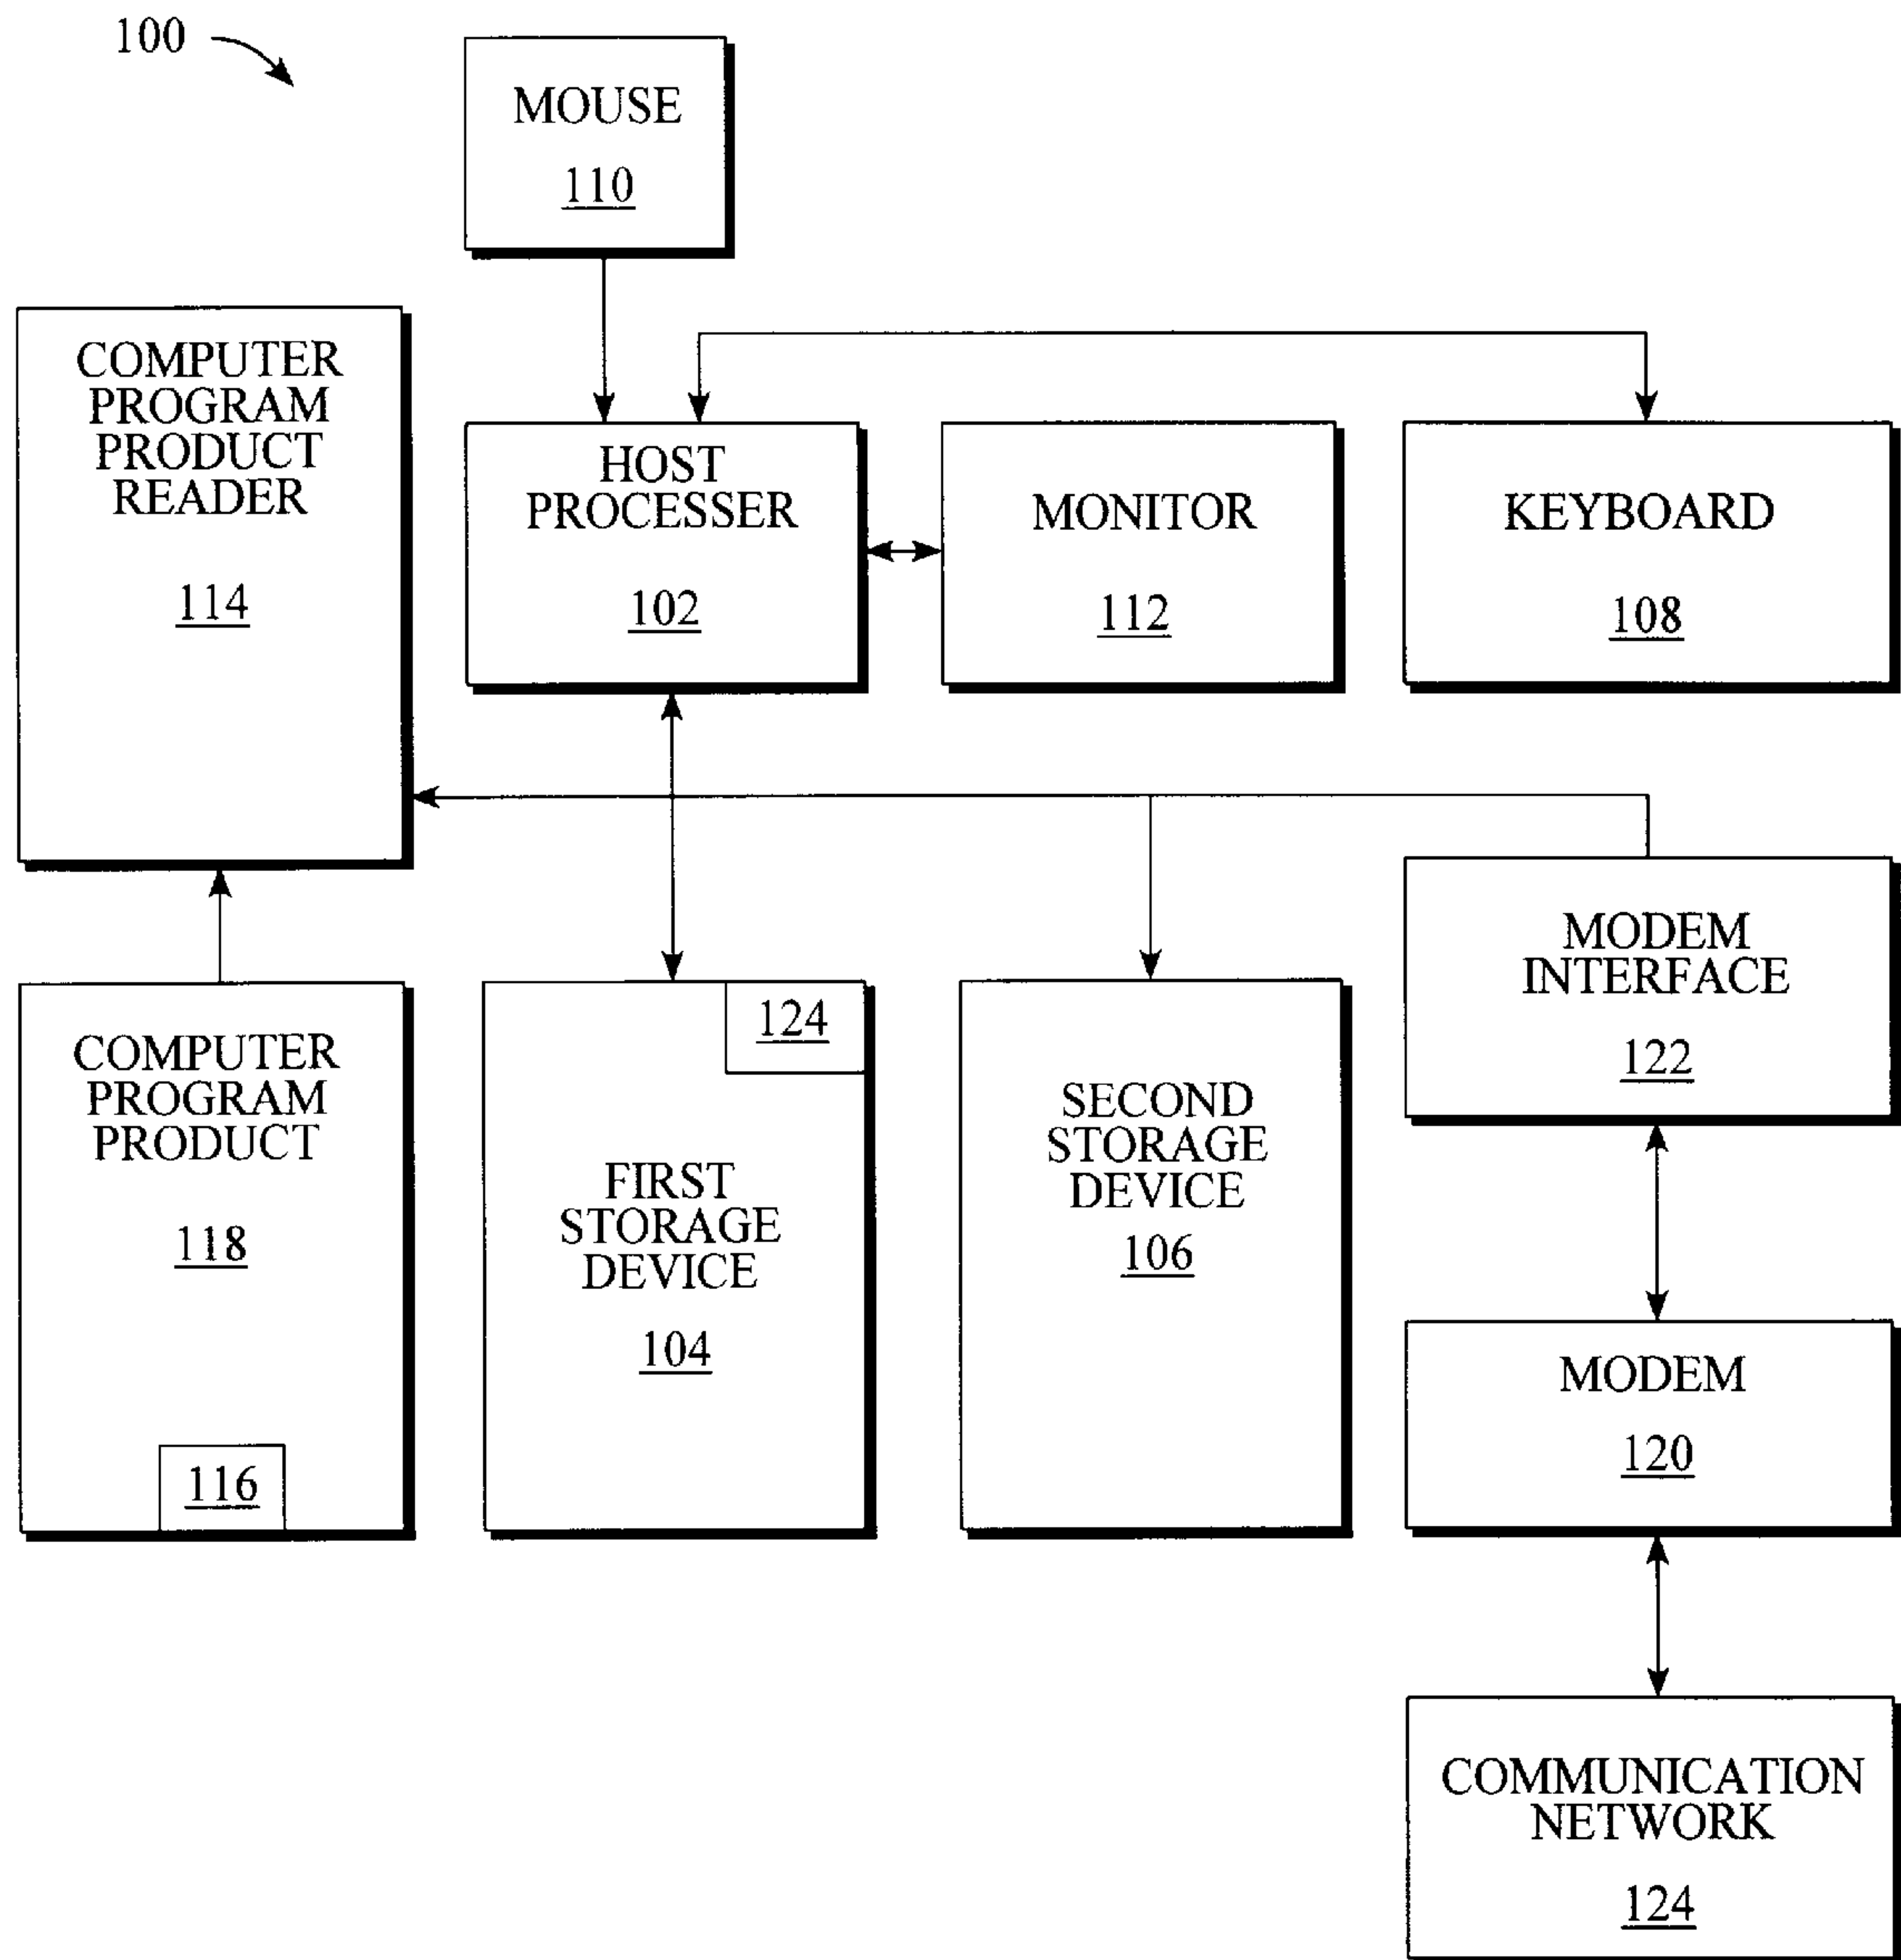 100
MOUSE
110
COMPUTER
PROGRAM
PRODUCT
READER
114
HOST
PROCESSER
102
MONITOR
112
KEYBOARD
108
COMPUTER
PROGRAM
PRODUCT
118
116
124
FIRST
STORAGE
DEVICE
104
SECOND
STORAGE
DEVICE
106
MODEM
INTERFACE
122
MODEM
120
COMMUNICATION
NETWORK
124